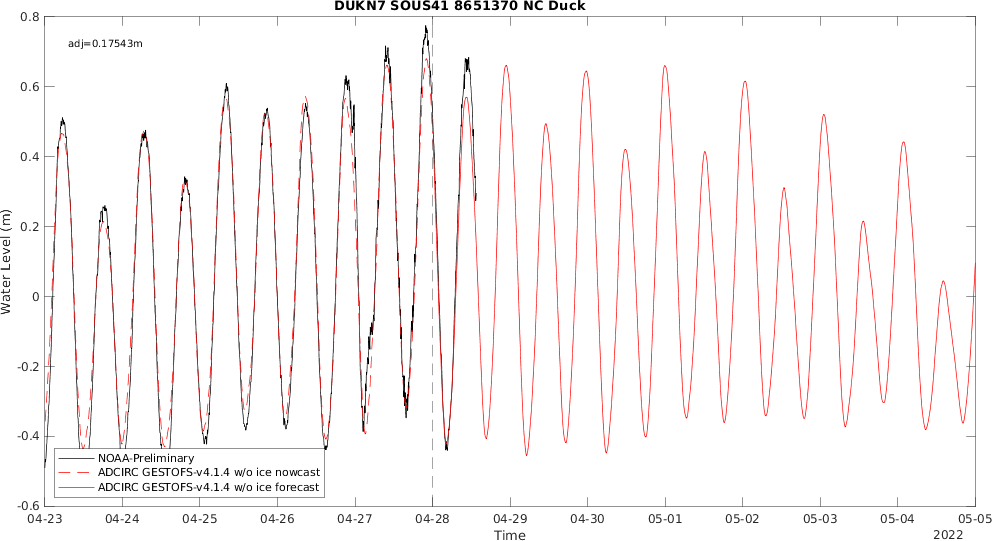 DUKN7 SOUS41 8651370 NC Duck
adj=0.17543m
0.8
0.6
0.4
0.2
0
-0.2
-0.4
-0.6
Water Level (m)
NOAA-Preliminary
ADCIRC GESTOFS-v4.1.4 w/o ice nowcast
ADCIRC GESTOFS-v4.1.4 w/o ice forecast
04-23 04-24 04-25 04-26 04-27 04-28 04-29 04-30 05-01 05-02 05-03 05-04 05-05
Time
2022